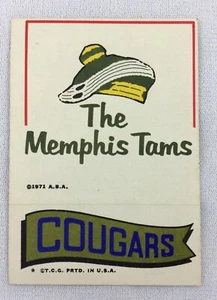 The
Memphis Tams
©1971 A.B.A.
COUGARS
* ©T.C.G. PRTD. IN U.S.A.